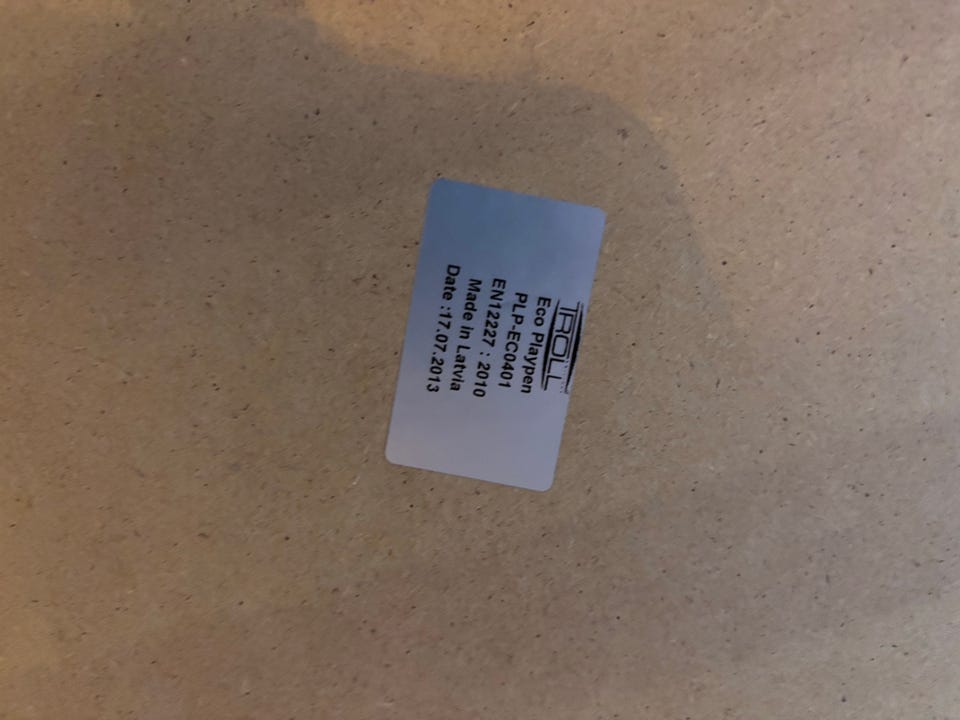 TROLL
Eco Playpen
PLP-EC0401
EN12227 : 2010
Made in Latvia
Date :17.07.2013